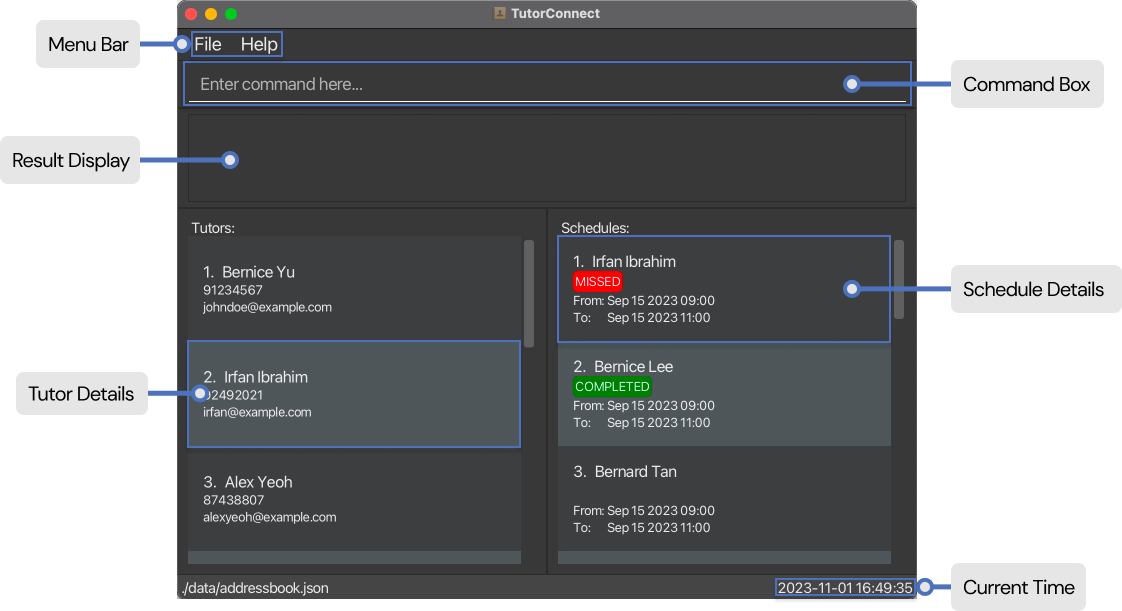 TutorConnect
Menu Bar
File Help
Enter command here...
Command Box
Result Display
Tutors:
1. Bernice Yu
91234567
johndoe@example.com
2. Irfan Ibrahim
2492021
irfan@example.com
Tutor Details
3. Alex Yeoh
87438807
alexyeoh@example.com
Schedules:
1. Irfan Ibrahim
MISSED
From: Sep 15 2023 09:00
To: Sep 15 2023 11:00
Schedule Details
2. Bernice Lee
COMPLETED
From: Sep 15 2023 09:00
To: Sep 15 2023 11:00
3. Bernard Tan
From: Sep 15 2023 09:00
To: Sep 15 2023 11:00
./data/addressbook.json
2023-11-01 16:49:35
Current Time